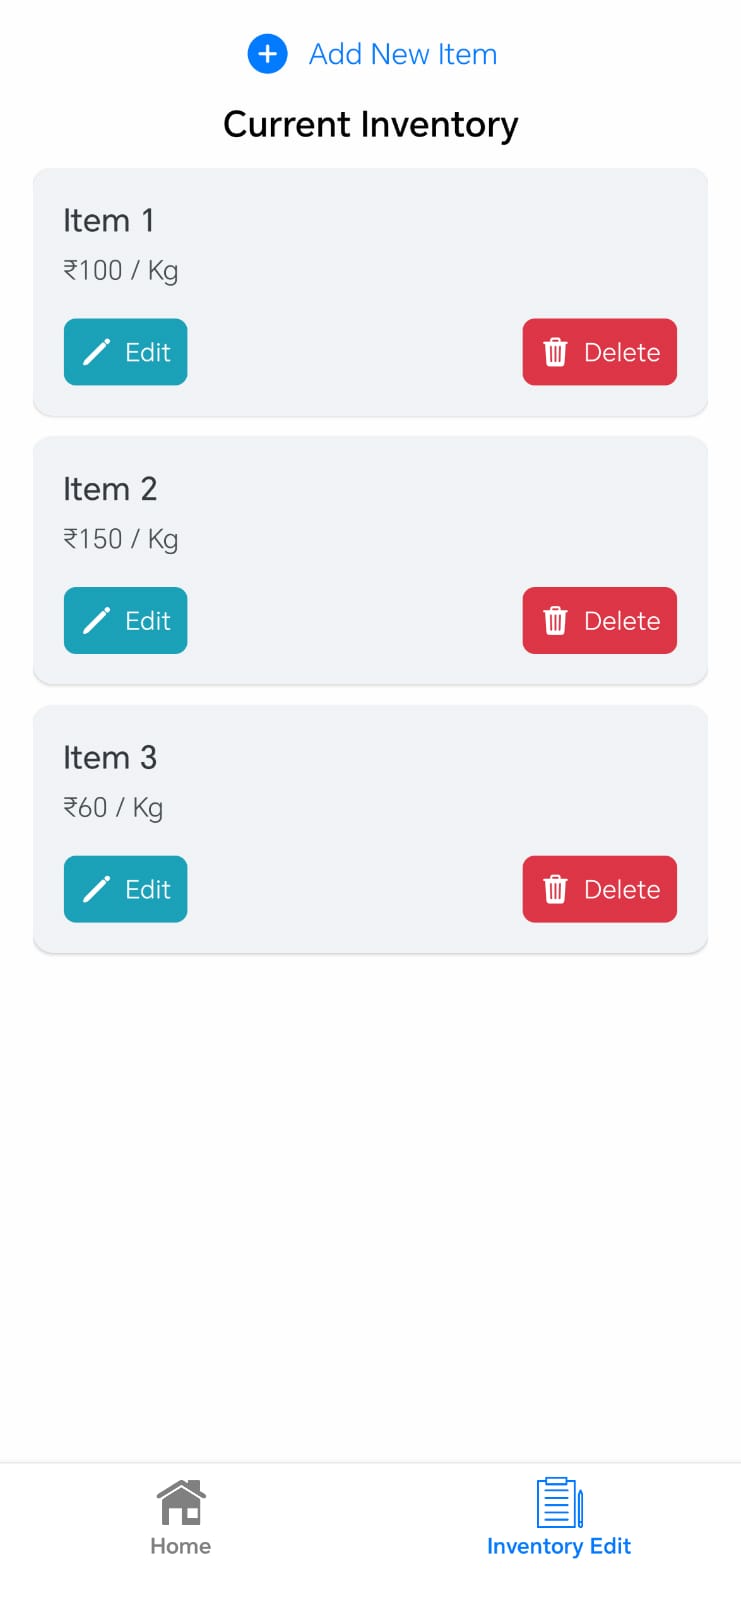 Add New Item
Current Inventory
Item 1
₹100 / Kg
Edit
Delete
Item 2
₹150 / Kg
Edit
Delete
Item 3
₹60 / Kg
Edit
Delete
Home
Inventory Edit